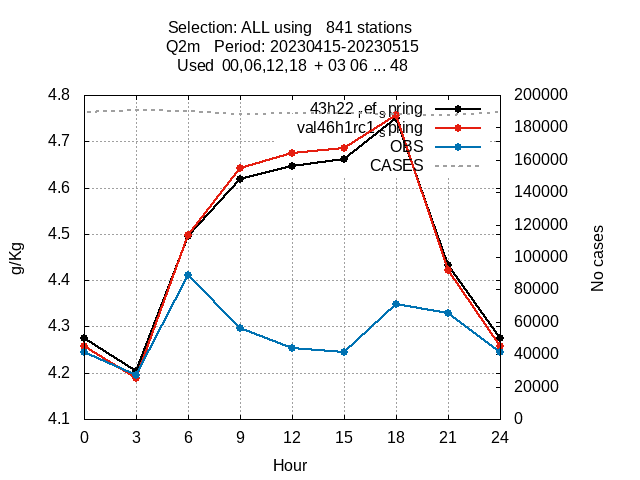 Selection: ALL using   841 stations
Q2m   Period: 20230415-20230515
Used  00,06,12,18  + 03 06 ... 48
4.8
4.7
4.6
4.5
4.4
4.3
4.2
4.1
g/Kg
43h22_ref_spring
val46h1rc1_spring
OBS
CASES
200000
180000
160000
140000
120000
100000
80000
60000
40000
20000
0
No cases
0 3 6 9 12 15 18 21 24
Hour